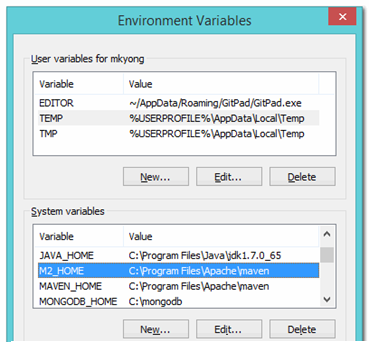 Environment Variables
User variables for mkyong
Variable Value
EDITOR ~/AppData/Roaming/GitPad/GitPad.exe
TEMP %USERPROFILE%\AppData\Local\Temp
TMP %USERPROFILE%\AppData\Local\Temp
New... Edit... Delete
System variables
Variable Value
JAVA_HOME C:\Program Files\Java\jdk1.7.0_65
M2_HOME C:\Program Files\Apache\maven
MAVEN_HOME C:\Program Files\Apache\maven
MONGODB_HOME C:\mongodb
New... Edit... Delete